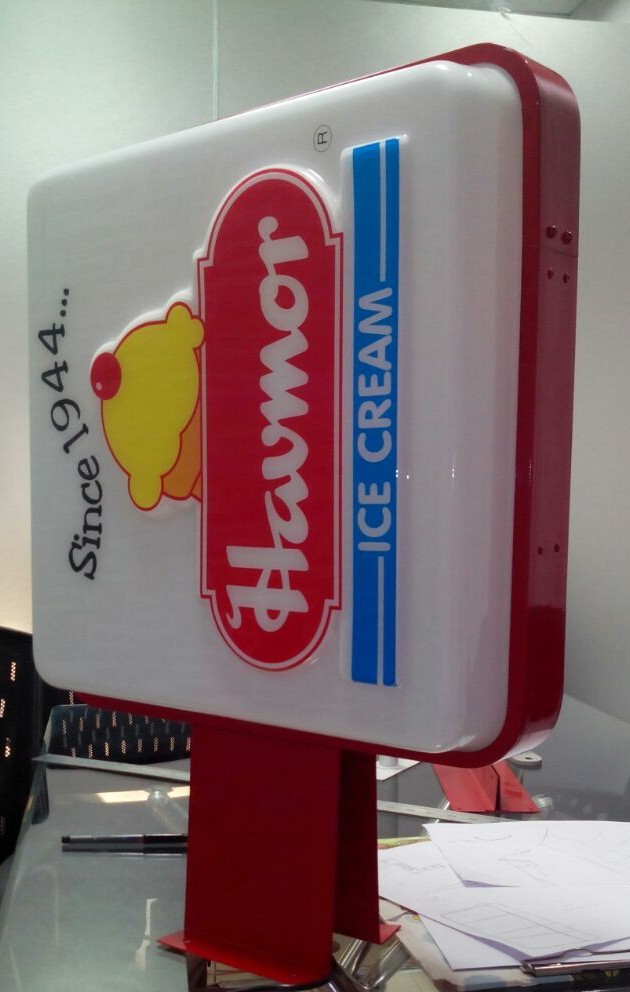 Since 1944...
Havmor ®
ICE CREAM